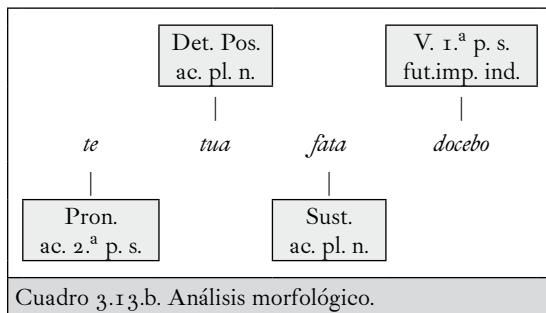 Det. Pos.
ac. pl. n.
V. 1.ª p. s.
fut.imp. ind.
te tua fata docebo
Pron.
ac. 2.ª p. s.
Sust.
ac. pl. n.
Cuadro 3.13.b. Análisis morfológico.